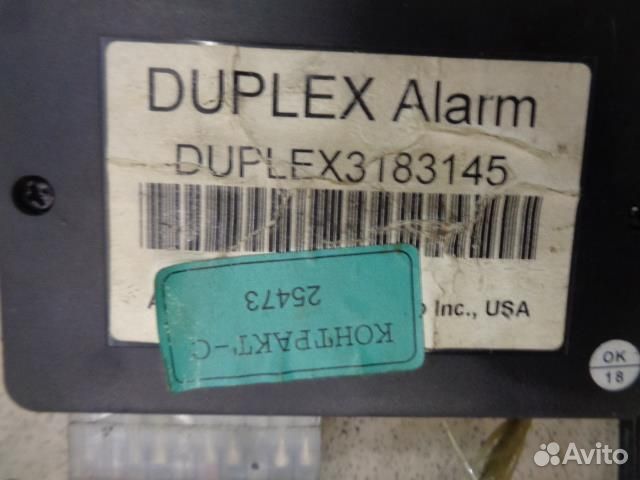 DUPLEX Alarm
DUPLEX3183145
Inc., USA
КОНТРАКТ-С
25473
OK
18
Avito